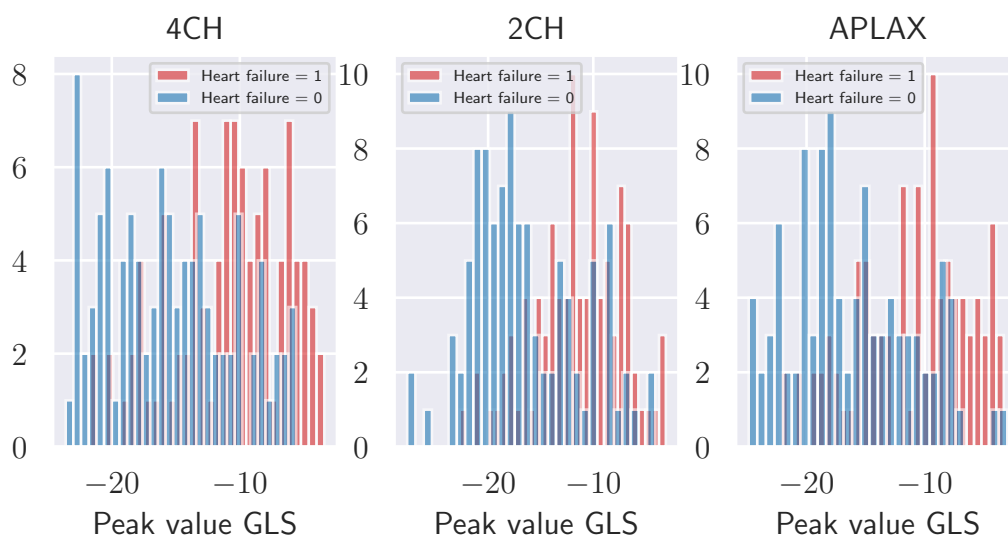 4CH
2CH
APLAX
Heart failure = 1
Heart failure = 0
Heart failure = 1
Heart failure = 0
Heart failure = 1
Heart failure = 0
8
6
4
2
0
10
8
6
4
2
0
10
8
6
4
2
0
−20
−10
−20
−10
−20
−10
Peak value GLS
Peak value GLS
Peak value GLS